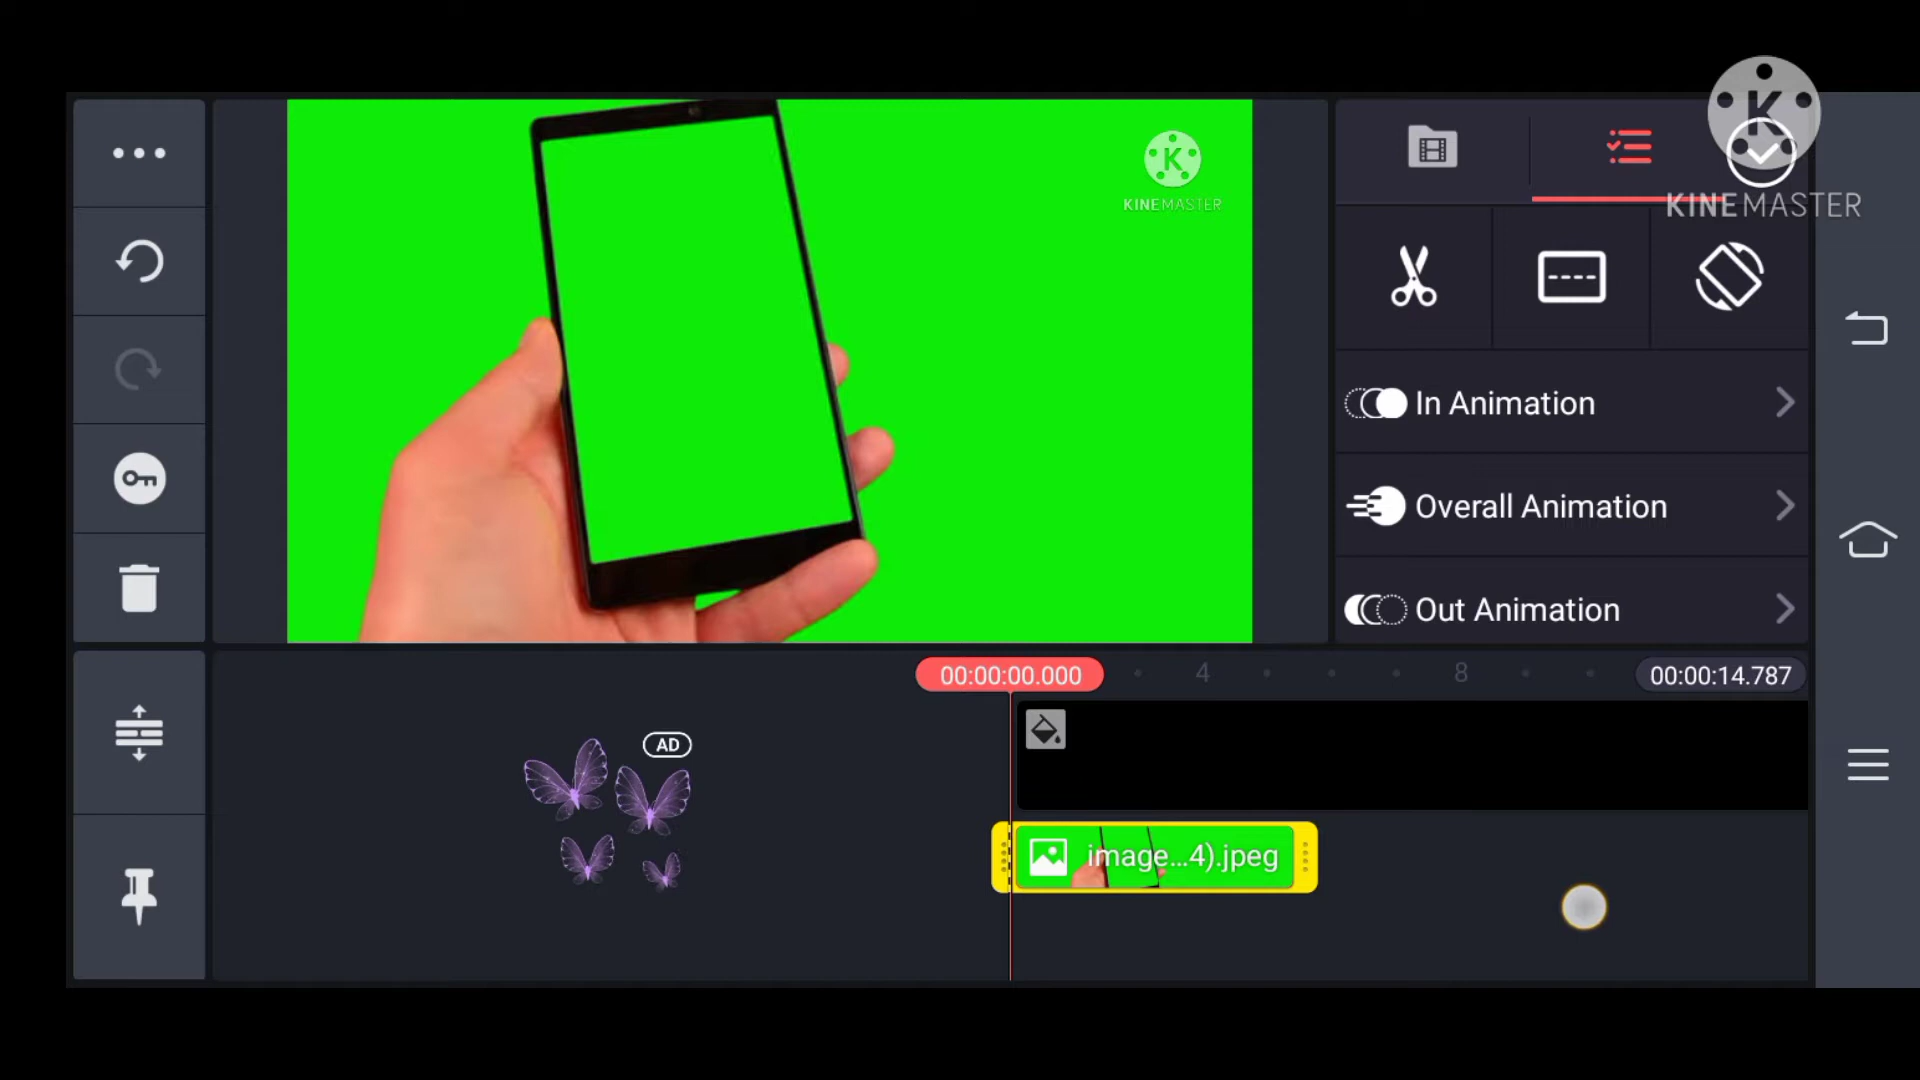 K
KINEMASTER
K
KINEMASTER
In Animation
Overall Animation
Out Animation
00:00:00.000
4
8
00:00:14.787
AD
image...4).jpeg